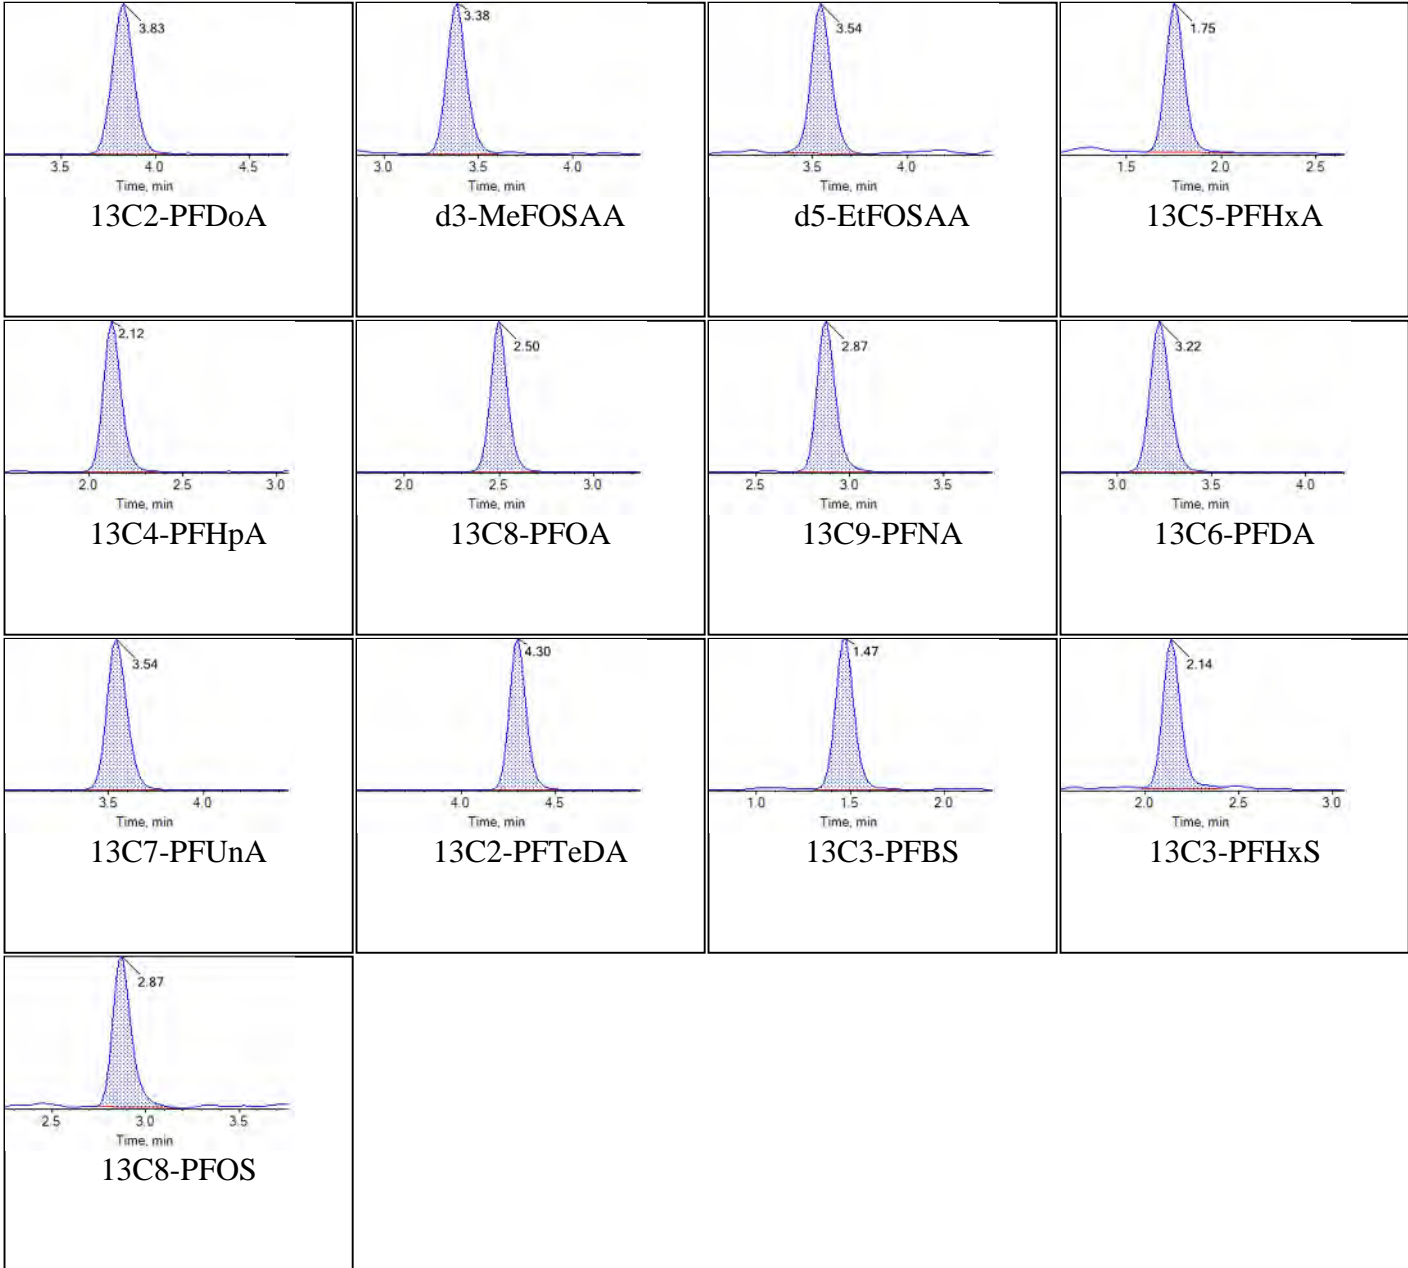 3.83
3.5 4.0 4.5
Time, min
13C2-PFDoA
3.38
3.0 3.5 4.0
Time, min
d3-MeFOSAA
3.54
3.5 4.0
Time, min
d5-EtFOSAA
1.75
1.5 2.0 2.5
Time, min
13C5-PFHxA
2.12
2.0 2.5 3.0
Time, min
13C4-PFHpA
2.50
2.0 2.5 3.0
Time, min
13C8-PFOA
2.87
2.5 3.0 3.5
Time, min
13C9-PFNA
3.22
3.0 3.5 4.0
Time, min
13C6-PFDA
3.54
3.5 4.0
Time, min
13C7-PFUnA
4.30
4.0 4.5
Time, min
13C2-PFTeDA
1.47
1.0 1.5 2.0
Time, min
13C3-PFBS
2.14
2.0 2.5 3.0
Time, min
13C3-PFHxS
2.87
2.5 3.0 3.5
Time, min
13C8-PFOS